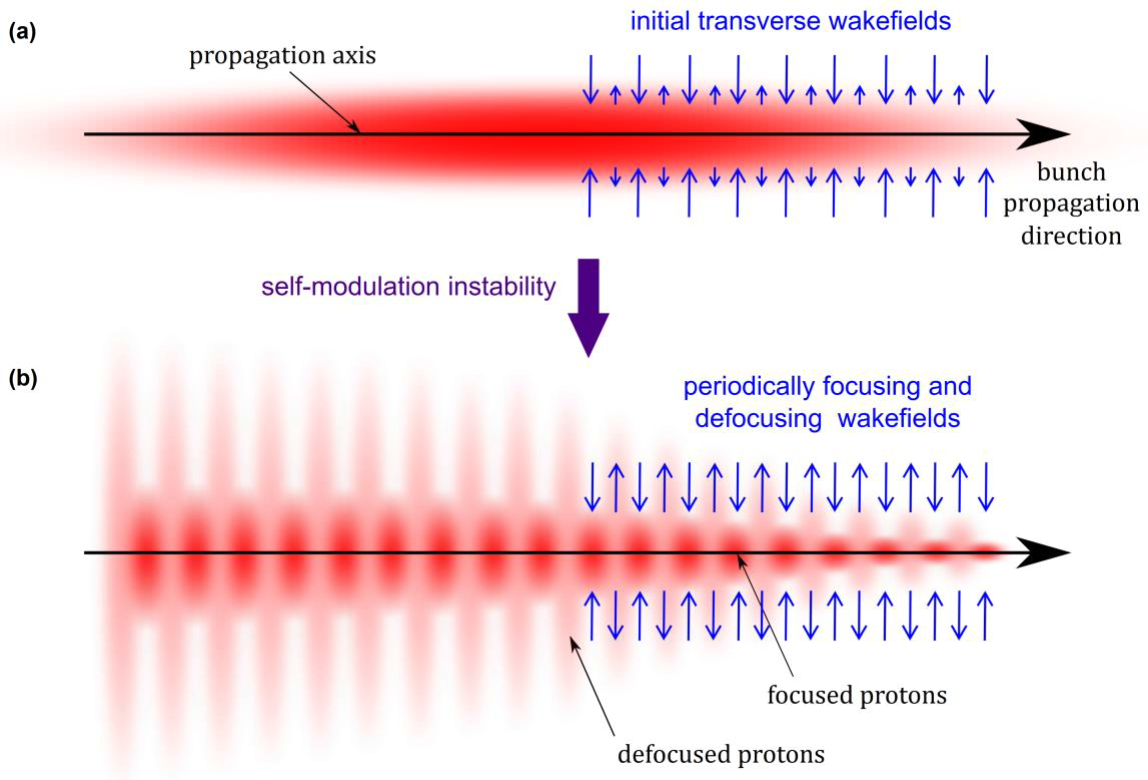 (a)
initial transverse wakefields
propagation axis
bunch
propagation
direction
self-modulation instability
(b)
periodically focusing and
defocusing wakefields
focused protons
defocused protons